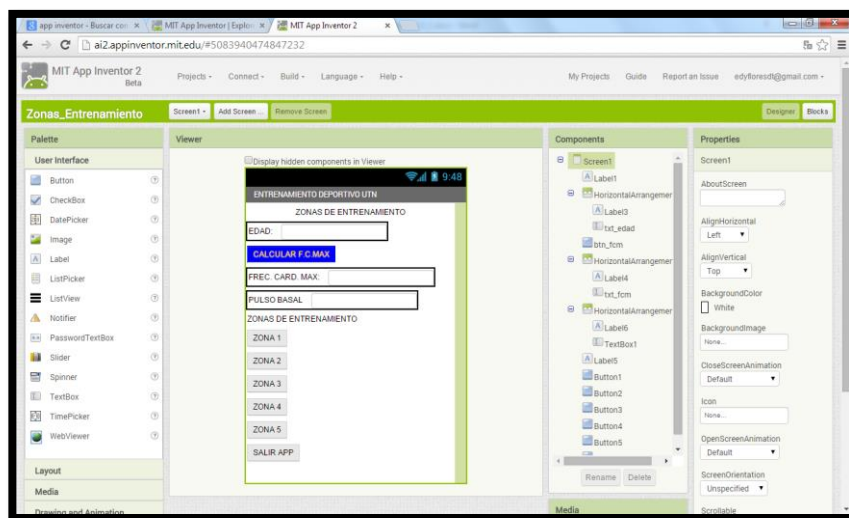 app inventor - Buscar con
MIT App Inventor | Explor
MIT App Inventor 2
ai2.appinventor.mit.edu/#5083940474847232
MIT App Inventor 2
Beta
Projects
Connect
Build
Language
Help
My Projects
Guide
Report an Issue
edyfloresdt@gmail.com
Zonas_Entrenamiento
Screen1
Add Screen ...
Remove Screen
Designer
Blocks
Palette
User Interface
Button
CheckBox
DatePicker
Image
Label
ListPicker
ListView
Notifier
PasswordTextBox
Slider
Spinner
TextBox
TimePicker
WebViewer
Layout
Media
Drawing and Animation
Viewer
Display hidden components in Viewer
9:48
ENTRENAMIENTO DEPORTIVO UTN
ZONAS DE ENTRENAMIENTO
EDAD:
CALCULAR F.C.MAX
FREC. CARD. MAX:
PULSO BASAL
ZONAS DE ENTRENAMIENTO
ZONA 1
ZONA 2
ZONA 3
ZONA 4
ZONA 5
SALIR APP
Components
Screen1
Label1
HorizontalArrangemer
Label3
txt_edad
btn_fcm
HorizontalArrangemer
Label4
txt_fcm
HorizontalArrangemer
Label6
TextBox1
Label5
Button1
Button2
Button3
Button4
Button5
Rename
Delete
Media
Properties
Screen1
AboutScreen
AlignHorizontal
Left
AlignVertical
Top
BackgroundColor
White
BackgroundImage
None...
CloseScreenAnimation
Default
Icon
None...
OpenScreenAnimation
Default
ScreenOrientation
Unspecified
Scrollable